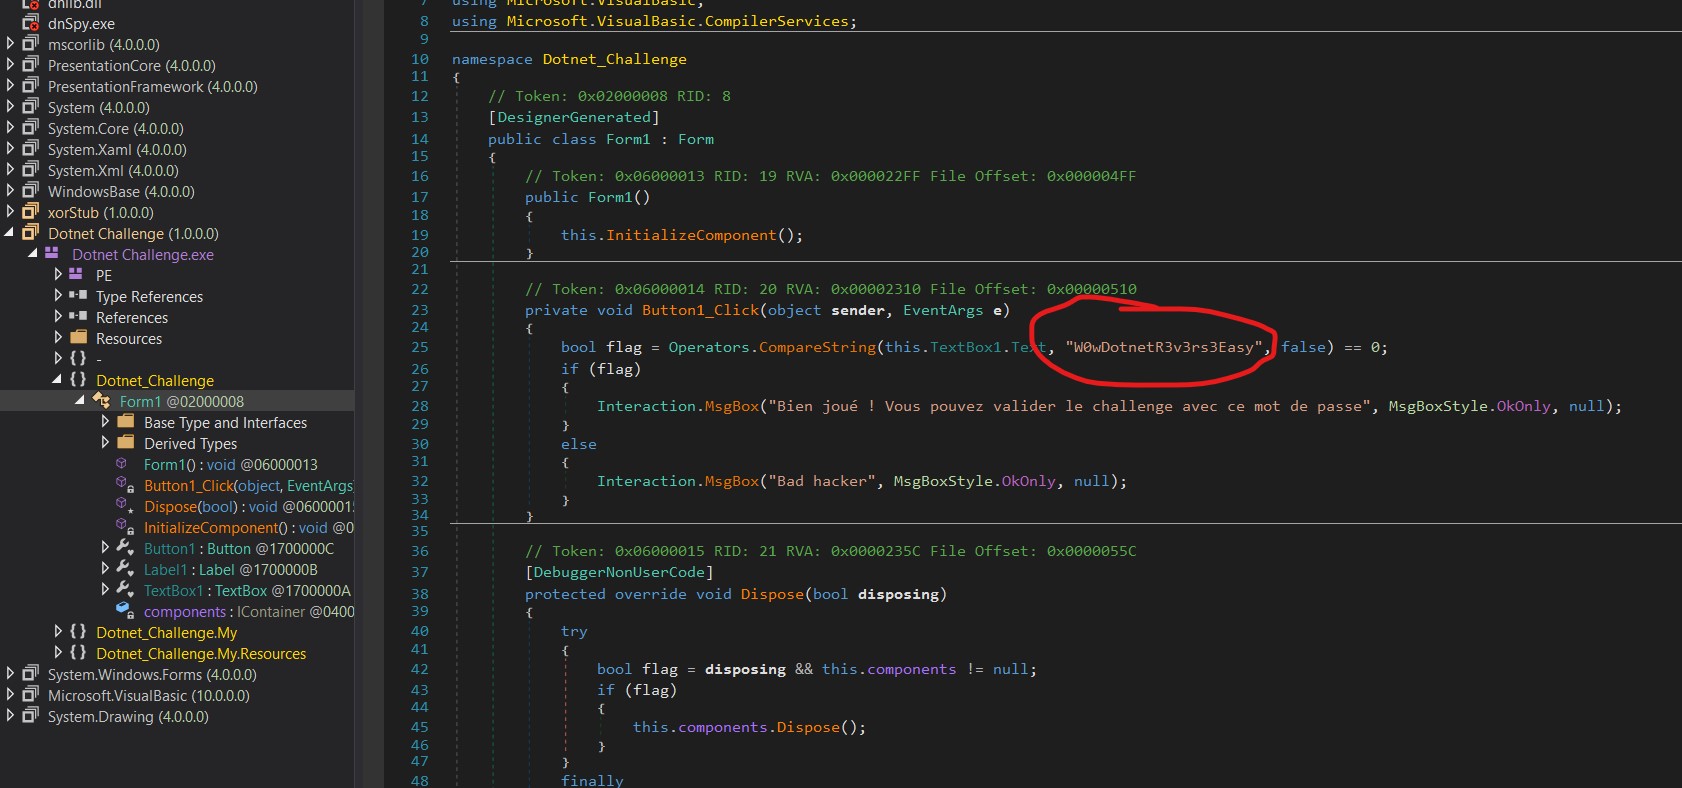 dnlib.dll
dnSpy.exe
mscorlib (4.0.0.0)
PresentationCore (4.0.0.0)
PresentationFramework (4.0.0.0)
System (4.0.0.0)
System.Core (4.0.0.0)
System.Xaml (4.0.0.0)
System.Xml (4.0.0.0)
WindowsBase (4.0.0.0)
xorStub (1.0.0.0)
Dotnet Challenge (1.0.0.0)
Dotnet Challenge.exe
PE
Type References
References
Resources
{ } -
{ } Dotnet_Challenge
Form1 @02000008
Base Type and Interfaces
Derived Types
Form1() : void @06000013
Button1_Click(object, EventArgs)
Dispose(bool) : void @0600001
InitializeComponent() : void @0
Button1 : Button @1700000C
Label1 : Label @1700000B
TextBox1 : TextBox @1700000A
components : IContainer @0400
{ } Dotnet_Challenge.My
{ } Dotnet_Challenge.My.Resources
System.Windows.Forms (4.0.0.0)
Microsoft.VisualBasic (10.0.0.0)
System.Drawing (4.0.0.0)
7 using Microsoft.VisualBasic;
8 using Microsoft.VisualBasic.CompilerServices;
9
10 namespace Dotnet_Challenge
11 {
12 // Token: 0x02000008 RID: 8
13 [DesignerGenerated]
14 public class Form1 : Form
15 {
16 // Token: 0x06000013 RID: 19 RVA: 0x000022FF File Offset: 0x000004FF
17 public Form1()
18 {
19 this.InitializeComponent();
20 }
21
22 // Token: 0x06000014 RID: 20 RVA: 0x00002310 File Offset: 0x00000510
23 private void Button1_Click(object sender, EventArgs e)
24 {
25 bool flag = Operators.CompareString(this.TextBox1.Text, "W0wDotnetR3v3rs3Easy", false) == 0;
26 if (flag)
27 {
28 Interaction.MsgBox("Bien joué ! Vous pouvez valider le challenge avec ce mot de passe", MsgBoxStyle.OkOnly, null);
29 }
30 else
31 {
32 Interaction.MsgBox("Bad hacker", MsgBoxStyle.OkOnly, null);
33 }
34 }
35
36 // Token: 0x06000015 RID: 21 RVA: 0x0000235C File Offset: 0x0000055C
37 [DebuggerNonUserCode]
38 protected override void Dispose(bool disposing)
39 {
40 try
41 {
42 bool flag = disposing && this.components != null;
43 if (flag)
44 {
45 this.components.Dispose();
46 }
47 }
48 finally